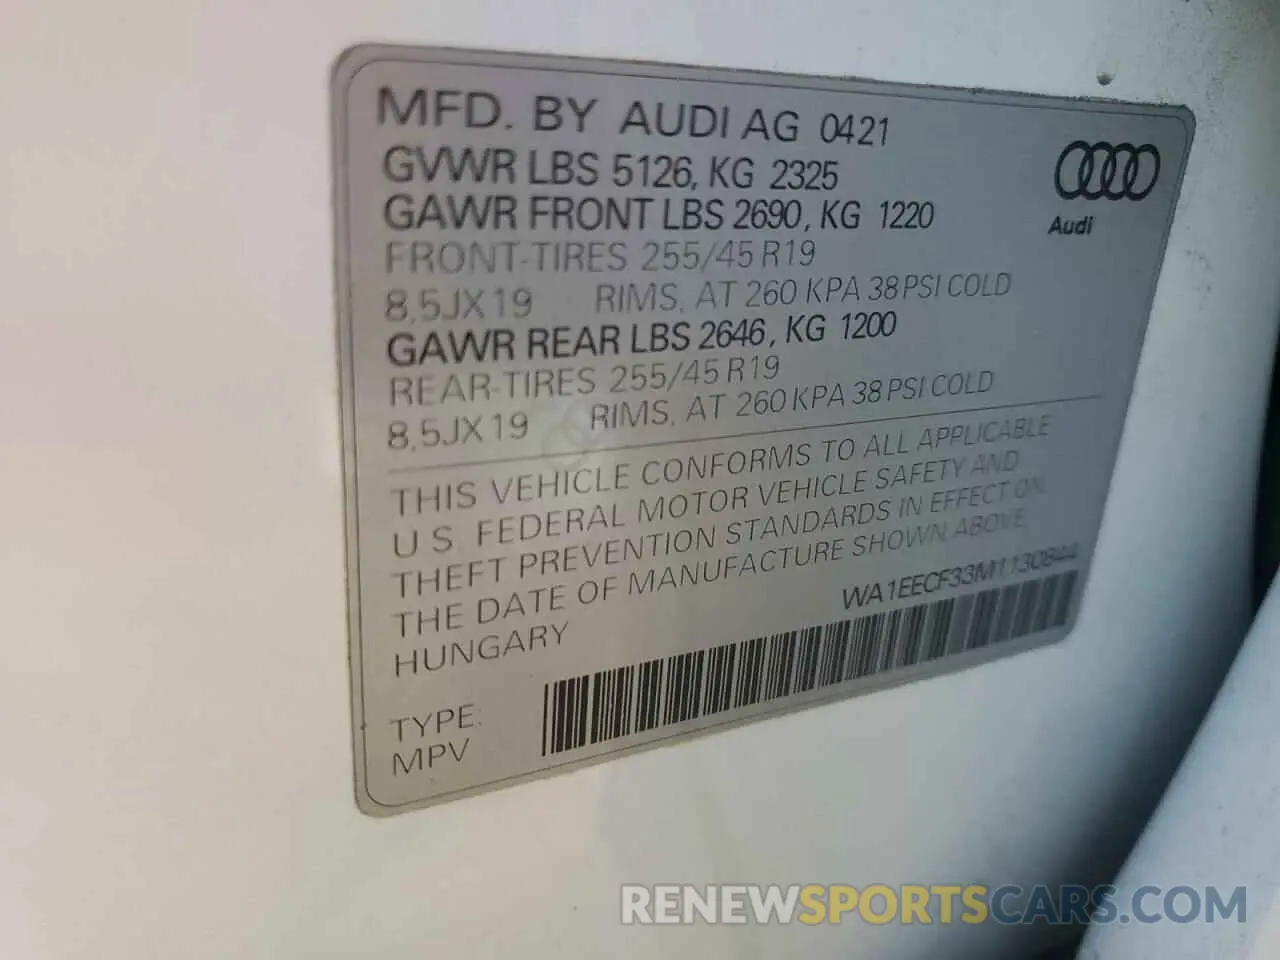 MFD. BY AUDI AG 0421
GVWR LBS 5126, KG 2325
GAWR FRONT LBS 2690, KG 1220
FRONT-TIRES 255/45 R19
8,5JX19 RIMS, AT 260 KPA 38 PSI COLD
GAWR REAR LBS 2646, KG 1200
REAR-TIRES 255/45 R19
8,5JX19 RIMS, AT 260 KPA 38 PSI COLD
Audi
THIS VEHICLE CONFORMS TO ALL APPLICABLE
U S FEDERAL MOTOR VEHICLE SAFETY AND
THEFT PREVENTION STANDARDS IN EFFECT ON
THE DATE OF MANUFACTURE SHOWN ABOVE
WA1EECF33M1130844
HUNGARY
TYPE:
MPV
RENEWSPORTSCARS.COM